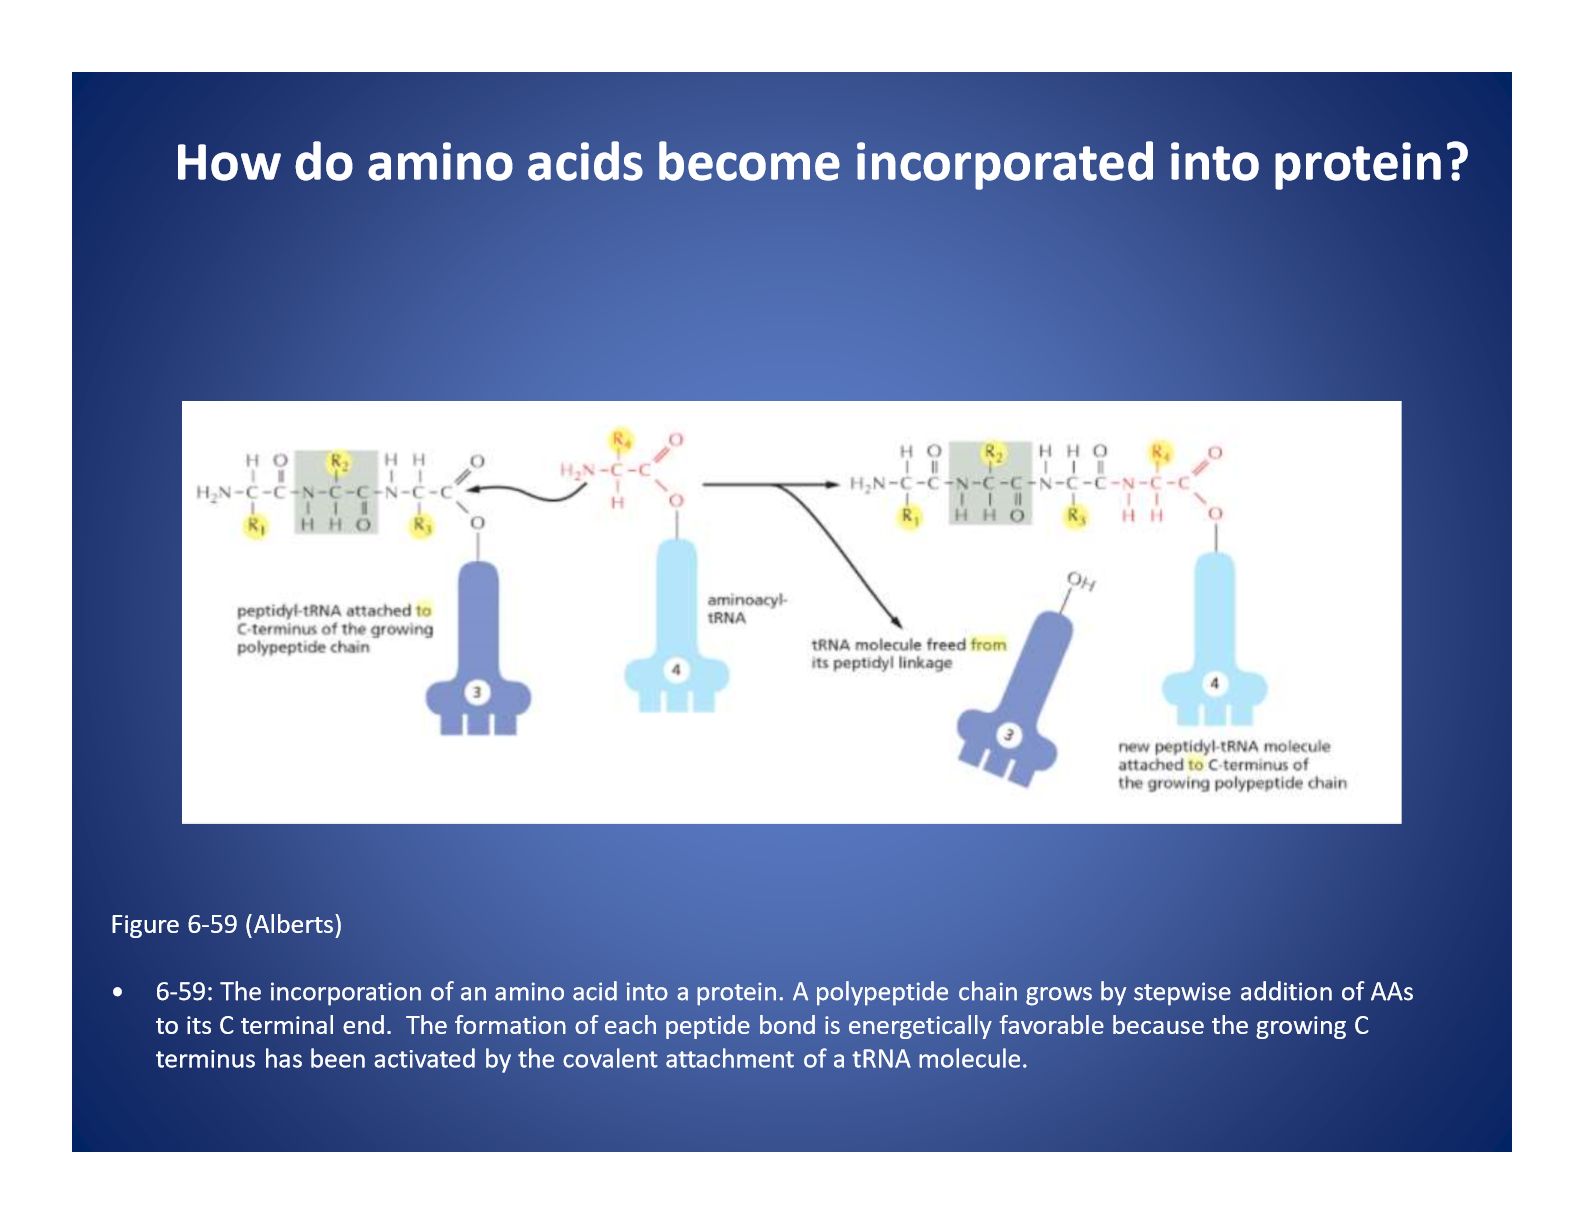 How do amino acids become incorporated into protein?
H O R₂ H H O
H₂N-C-C-N-C-C-N-C-C
R₁ H H O R₃ O
R₄ O
H₂N-C-C
H O
H O R₂ H H O R₄ O
H₂N-C-C-N-C-C-N-C-C-N-C-C
R₁ H H O R₃ H H O
peptidyl-tRNA attached to
C-terminus of the growing
polypeptide chain
3
aminoacyl-
tRNA
4
tRNA molecule freed from
its peptidyl linkage
OH
3
4
new peptidyl-tRNA molecule
attached to C-terminus of
the growing polypeptide chain
Figure 6-59 (Alberts)
• 6-59: The incorporation of an amino acid into a protein. A polypeptide chain grows by stepwise addition of AAs
to its C terminal end.  The formation of each peptide bond is energetically favorable because the growing C
terminus has been activated by the covalent attachment of a tRNA molecule.